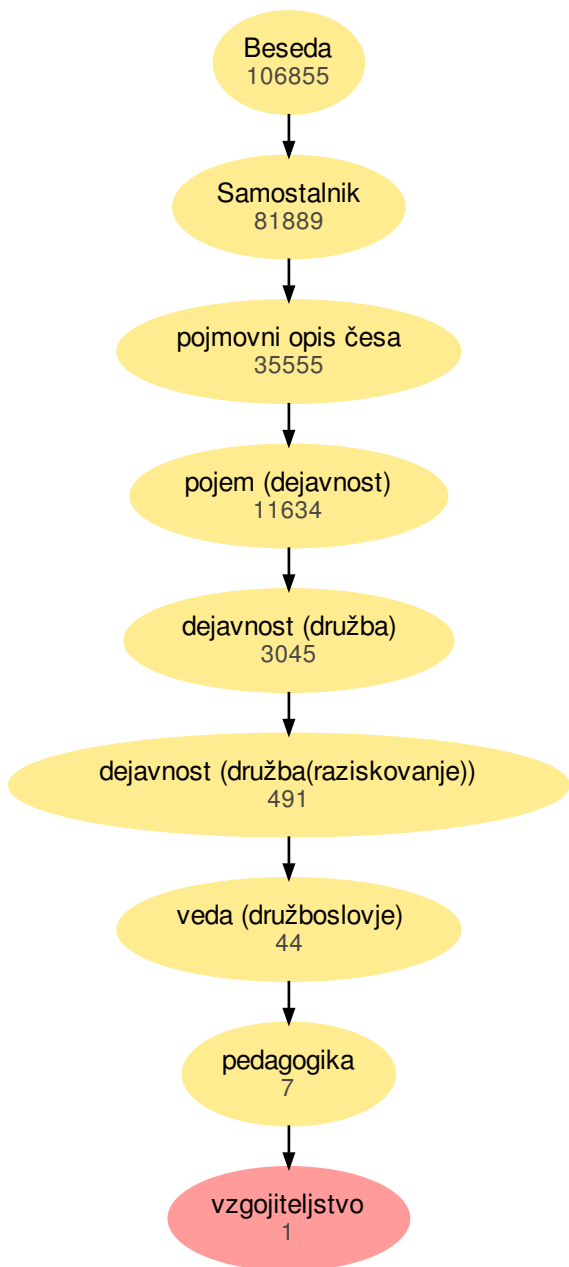 Beseda
106855
Samostalnik
81889
pojmovni opis česa
35555
pojem (dejavnost)
11634
dejavnost (družba)
3045
dejavnost (družba(raziskovanje))
491
veda (družboslovje)
44
pedagogika
7
vzgojiteljstvo
1